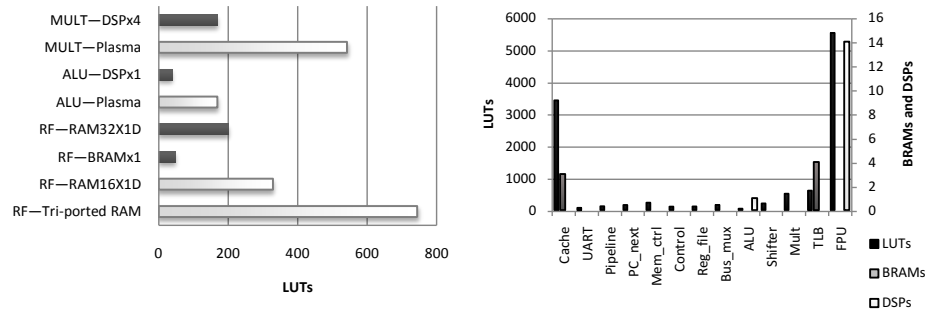 MULT—DSPx4
MULT—Plasma
ALU—DSPx1
ALU—Plasma
RF—RAM32X1D
RF—BRAMx1
RF—RAM16X1D
RF—Tri-ported RAM
0 200 400 600 800
LUTs
6000
5000
4000
3000
2000
1000
0
LUTs
16
14
12
10
8
6
4
2
0
BRAMs and DSPs
Cache
UART
Pipeline
PC_next
Mem_ctrl
Control
Reg_file
Bus_mux
ALU
Shifter
Mult
TLB
FPU
LUTs
BRAMs
DSPs